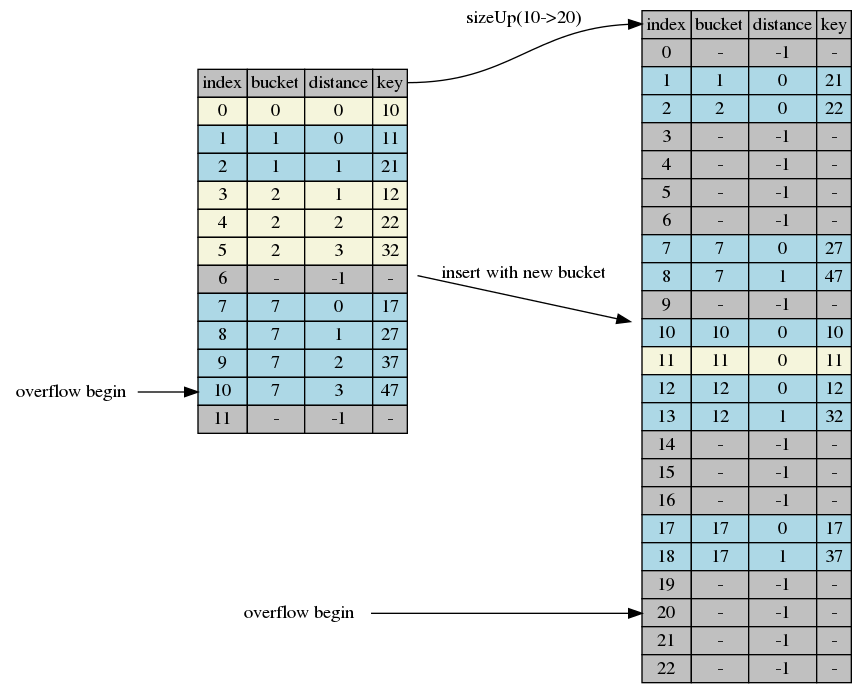 sizeUp(10->20)
index bucket distance key
0 0 0 10
1 1 0 11
2 1 1 21
3 2 1 12
4 2 2 22
5 2 3 32
6 - -1 -
7 7 0 17
8 7 1 27
9 7 2 37
overflow begin 10 7 3 47
11 - -1 -
insert with new bucket
index bucket distance key
0 - -1 -
1 1 0 21
2 2 0 22
3 - -1 -
4 - -1 -
5 - -1 -
6 - -1 -
7 7 0 27
8 7 1 47
9 - -1 -
10 10 0 10
11 11 0 11
12 12 0 12
13 12 1 32
14 - -1 -
15 - -1 -
16 - -1 -
17 17 0 17
18 17 1 37
19 - -1 -
overflow begin 20 - -1 -
21 - -1 -
22 - -1 -